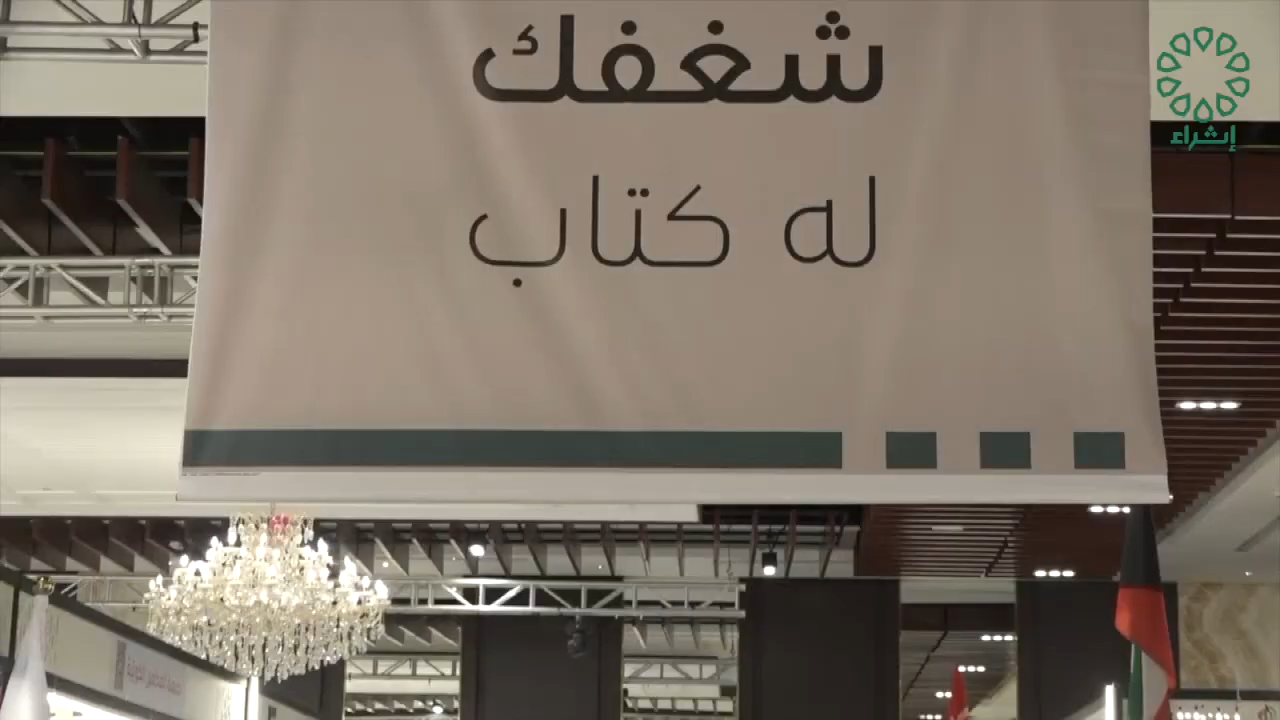 شغفك
له كتاب
إثراء